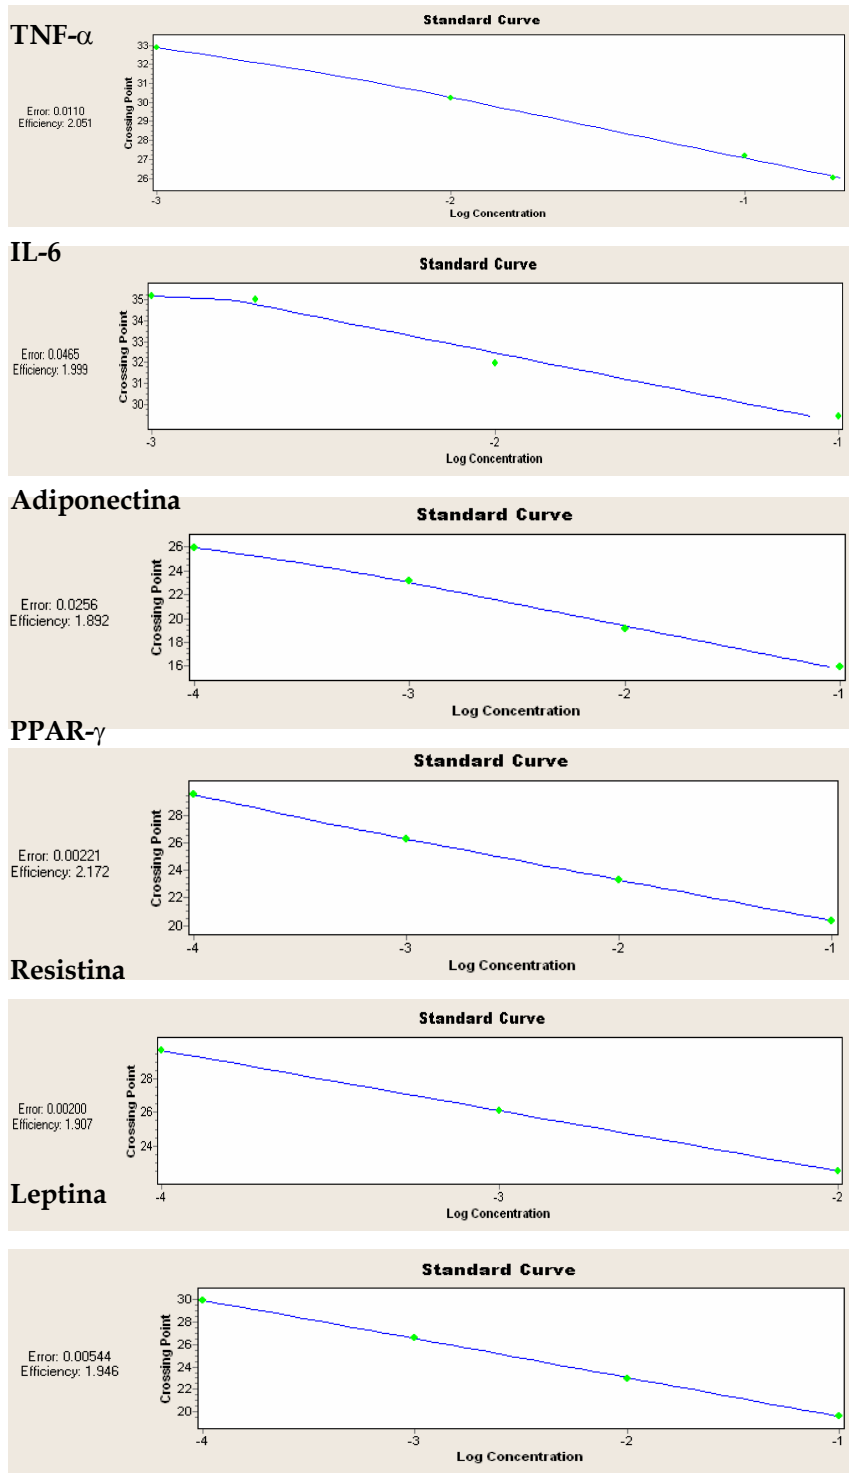 TNF-α
Standard Curve
Error: 0.0110
Efficiency: 2.051
Crossing Point
33
32
31
30
29
28
27
26
-3
-2
-1
Log Concentration
IL-6
Standard Curve
Error: 0.0465
Efficiency: 1.999
Crossing Point
35
34
33
32
31
30
-3
-2
-1
Log Concentration
Adiponectina
Standard Curve
Error: 0.0256
Efficiency: 1.892
Crossing Point
26
24
22
20
18
16
-4
-3
-2
-1
Log Concentration
PPAR-γ
Standard Curve
Error: 0.00221
Efficiency: 2.172
Crossing Point
28
26
24
22
20
-4
-3
-2
-1
Log Concentration
Resistina
Standard Curve
Error: 0.00200
Efficiency: 1.907
Crossing Point
28
26
24
-4
-3
-2
Log Concentration
Leptina
Standard Curve
Error: 0.00544
Efficiency: 1.946
Crossing Point
30
28
26
24
22
20
-4
-3
-2
-1
Log Concentration